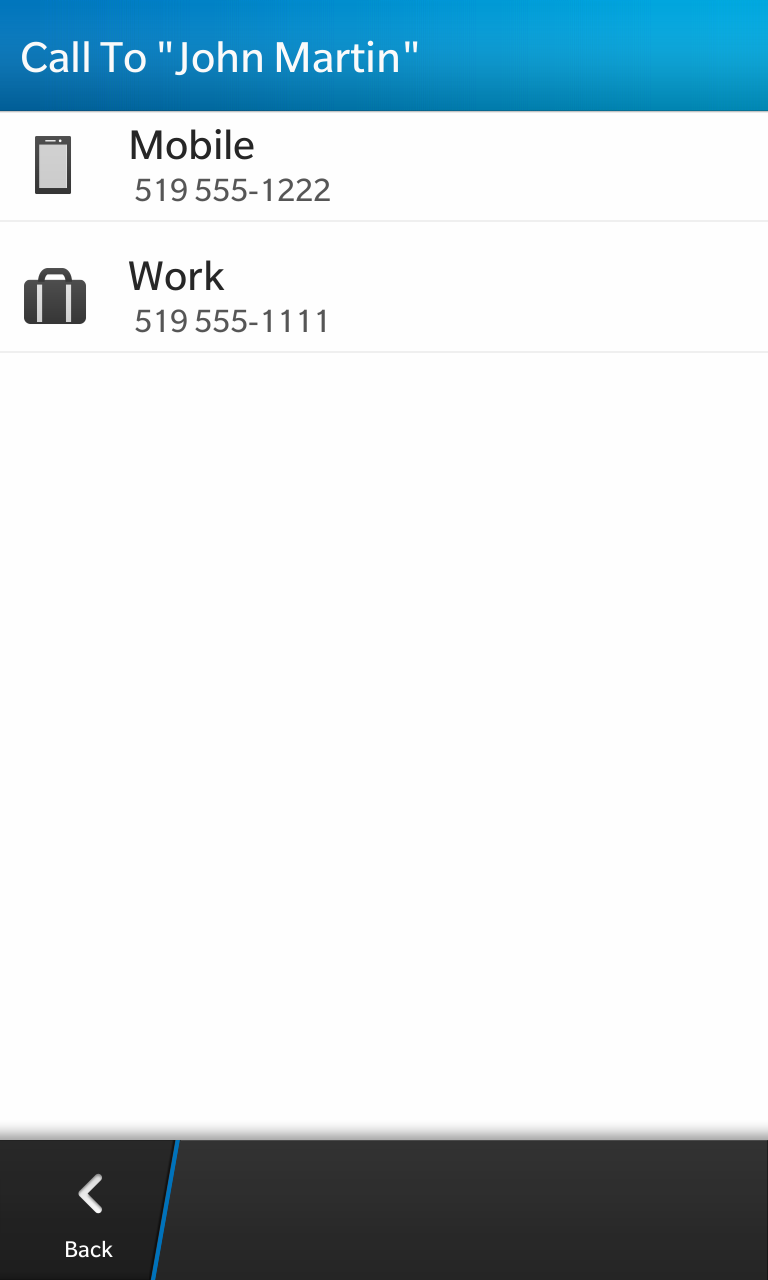 Call To "John Martin"
Mobile
519 555-1222
Work
519 555-1111
Back